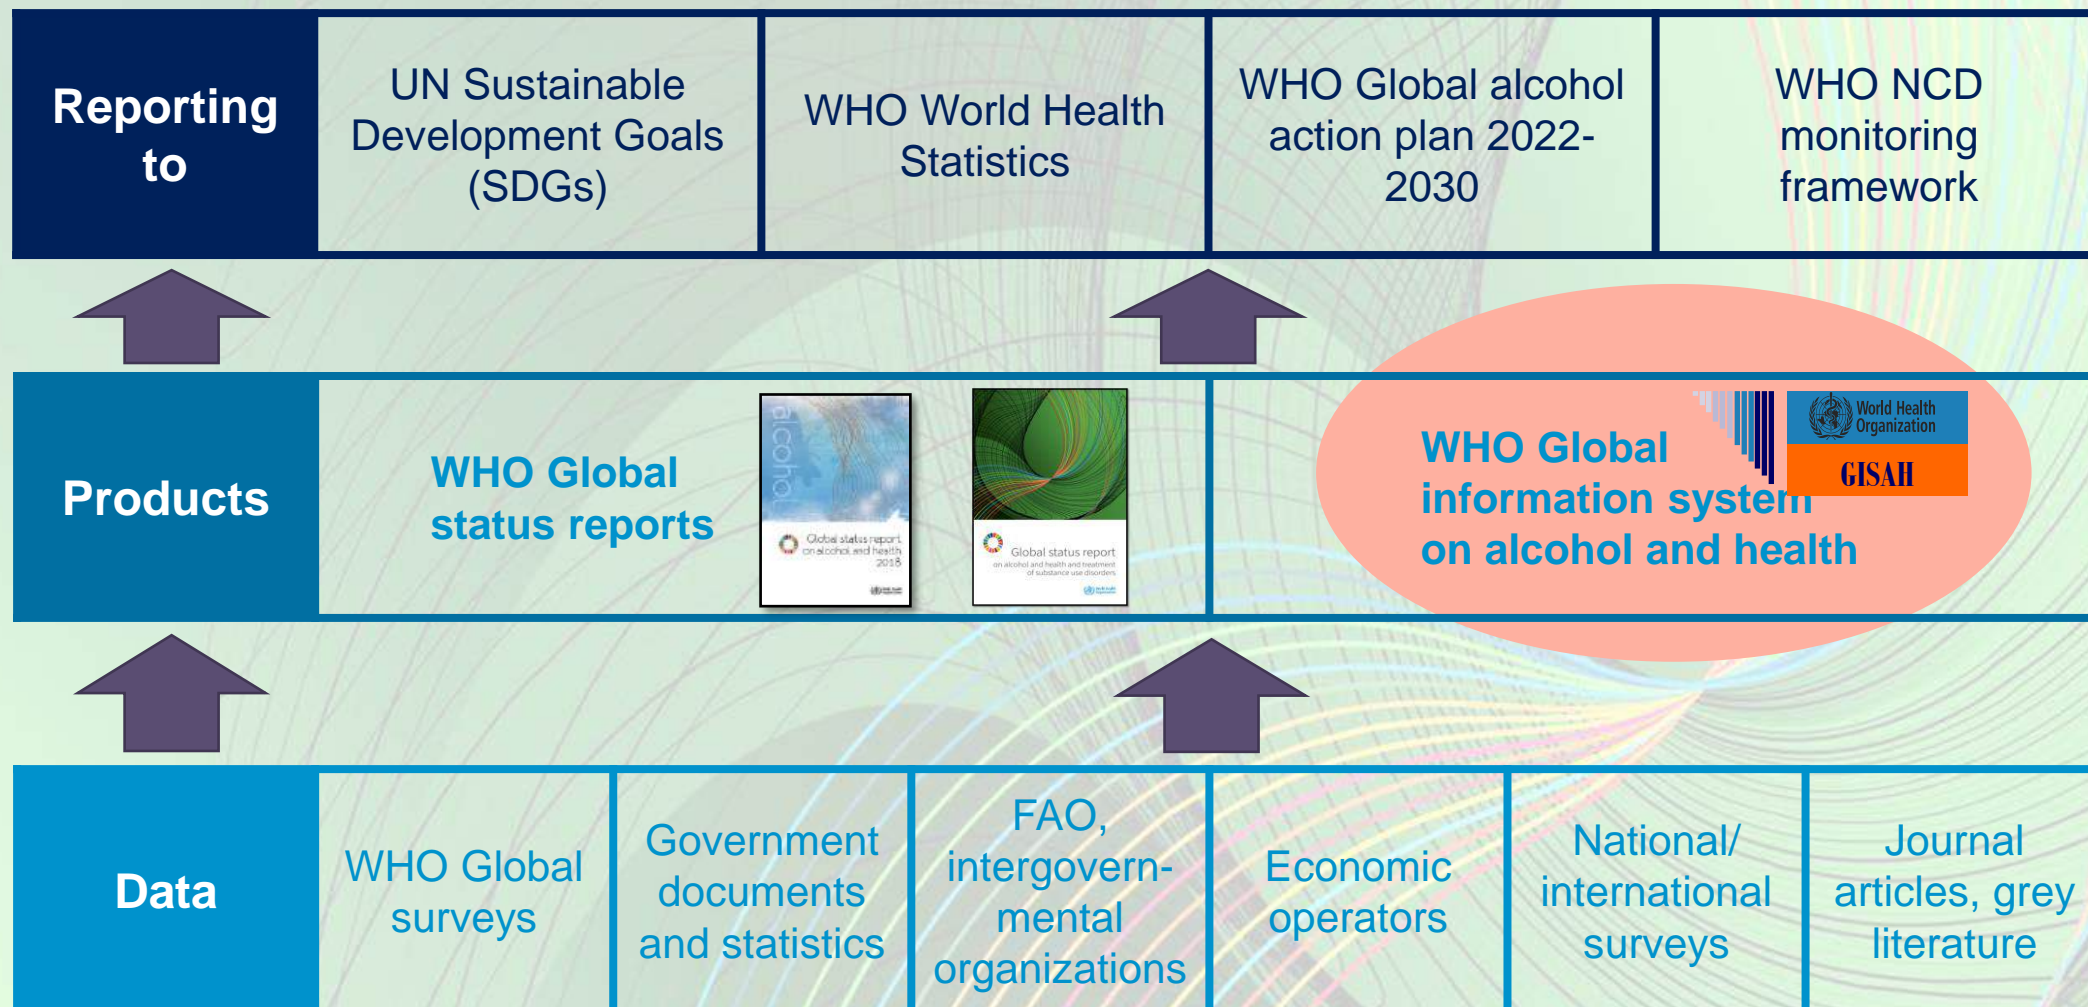 Reporting
to
UN Sustainable
Development Goals
(SDGs)
WHO World Health
Statistics
WHO Global alcohol
action plan 2022-
2030
WHO NCD
monitoring
framework
Products
WHO Global
status reports
alcohol
Global status report
on alcohol and health
2018
Global status report
on alcohol and health and treatment
of substance use disorders
World Health
Organization
WHO Global
information system
on alcohol and health
World Health
Organization
GISAH
Data
WHO Global
surveys
Government
documents
and statistics
FAO,
intergovern-
mental
organizations
Economic
operators
National/
international
surveys
Journal
articles, grey
literature